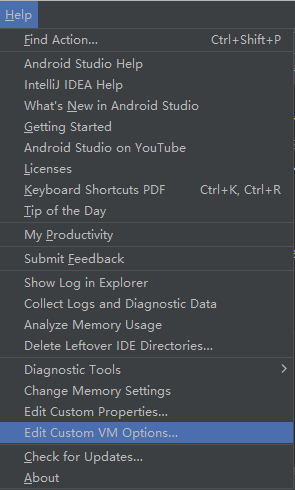 Help
Find Action... Ctrl+Shift+P
Android Studio Help
IntelliJ IDEA Help
What's New in Android Studio
Getting Started
Android Studio on YouTube
Licenses
Keyboard Shortcuts PDF Ctrl+K, Ctrl+R
Tip of the Day
My Productivity
Submit Feedback
Show Log in Explorer
Collect Logs and Diagnostic Data
Analyze Memory Usage
Delete Leftover IDE Directories...
Diagnostic Tools
Change Memory Settings
Edit Custom Properties...
Edit Custom VM Options...
Check for Updates...
About